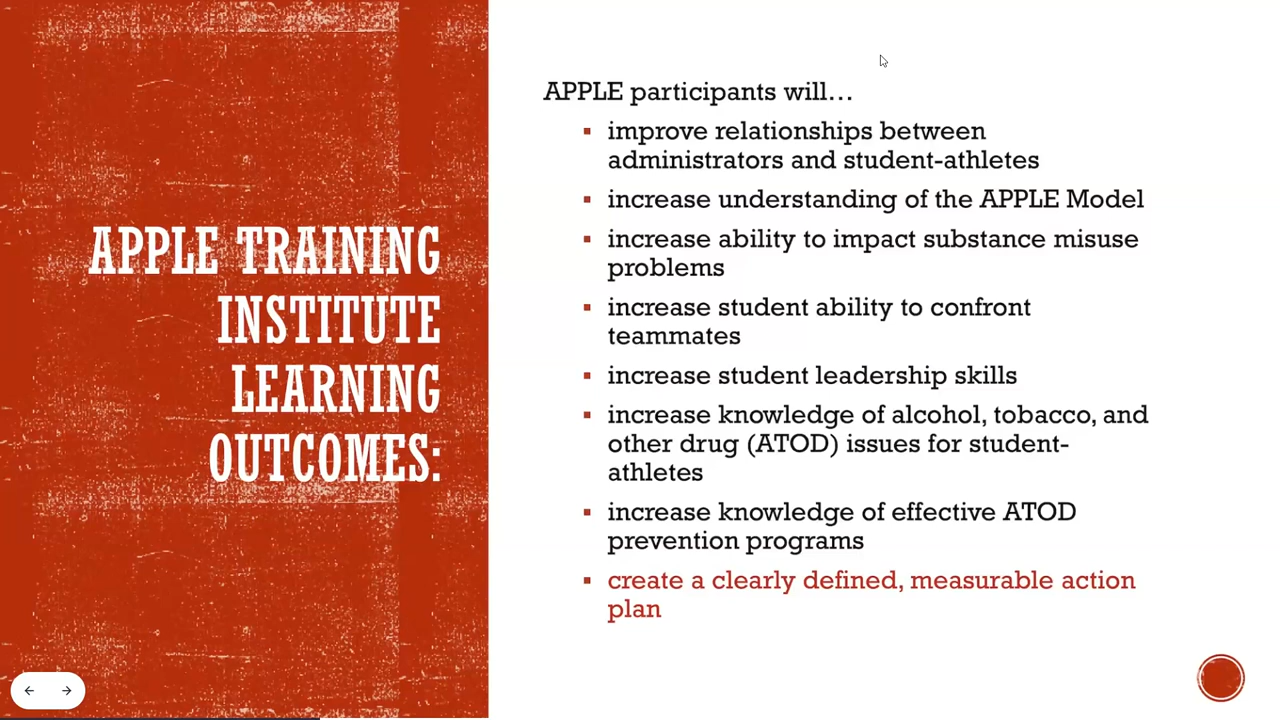 APPLE TRAINING
INSTITUTE
LEARNING
OUTCOMES:
APPLE participants will…
▪ improve relationships between
administrators and student-athletes
▪ increase understanding of the APPLE Model
▪ increase ability to impact substance misuse
problems
▪ increase student ability to confront
teammates
▪ increase student leadership skills
▪ increase knowledge of alcohol, tobacco, and
other drug (ATOD) issues for student-
athletes
▪ increase knowledge of effective ATOD
prevention programs
▪ create a clearly defined, measurable action
plan